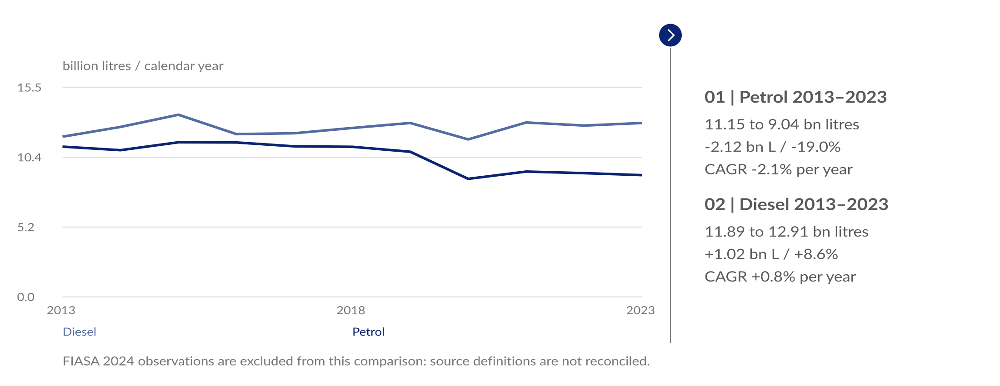 billion litres / calendar year
15.5
10.4
5.2
0.0
2013
2018
2023
Diesel
Petrol
FIASA 2024 observations are excluded from this comparison: source definitions are not reconciled.
01 | Petrol 2013–2023
11.15 to 9.04 bn litres
-2.12 bn L / -19.0%
CAGR -2.1% per year
02 | Diesel 2013–2023
11.89 to 12.91 bn litres
+1.02 bn L / +8.6%
CAGR +0.8% per year